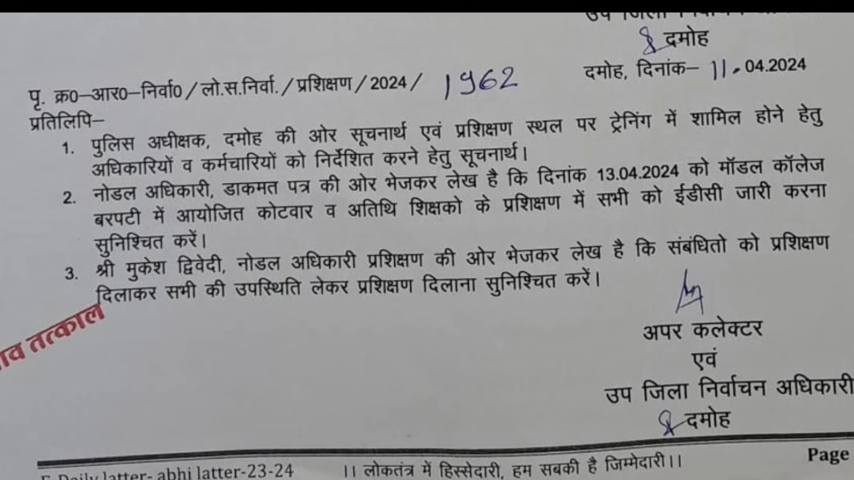 उप जिला निर्वाचन
दमोह
दमोह, दिनांक– 11.04.2024
पृ. क्र0–आर0–निर्वा0/लो.स.निर्वा./प्रशिक्षण/2024/ 1962
प्रतिलिपि–
1. पुलिस अधीक्षक, दमोह की ओर सूचनार्थ एवं प्रशिक्षण स्थल पर ट्रेनिंग में शामिल होने हेतु
अधिकारियों व कर्मचारियों को निर्देशित करने हेतु सूचनार्थ।
2. नोडल अधिकारी, डाकमत पत्र की ओर भेजकर लेख है कि दिनांक 13.04.2024 को मॉडल कॉलेज
बरपटी में आयोजित कोटवार व अतिथि शिक्षको के प्रशिक्षण में सभी को ईडीसी जारी करना
सुनिश्चित करें।
3. श्री मुकेश द्विवेदी, नोडल अधिकारी प्रशिक्षण की ओर भेजकर लेख है कि संबंधितो को प्रशिक्षण
दिलाकर सभी की उपस्थिति लेकर प्रशिक्षण दिलाना सुनिश्चित करें।
तत्काल
अपर कलेक्टर
एवं
उप जिला निर्वाचन अधिकारी
दमोह
E-Daily latter- abhi latter-23-24 ।। लोकतंत्र में हिस्सेदारी, हम सबकी है जिम्मेदारी।। Page